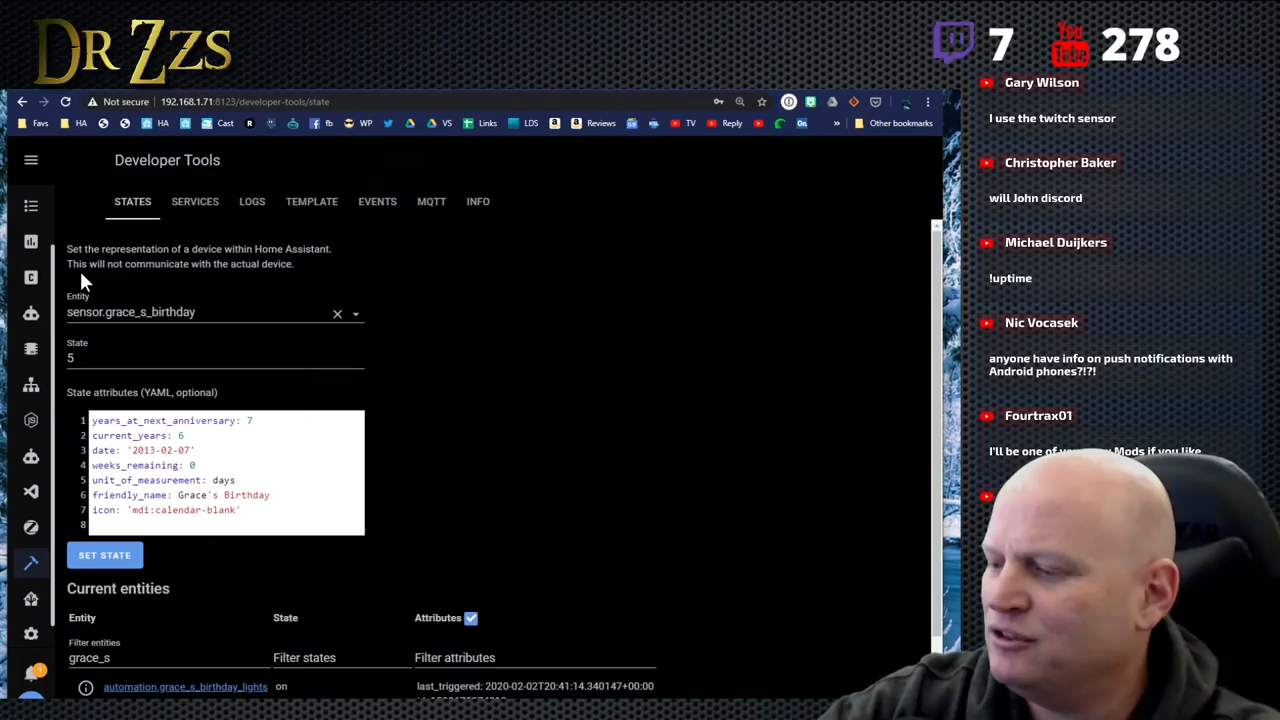 DR ZZS
7
YouTube
278
Not secure 192.168.1.71:8123/developer-tools/state
Favs HA HA Cast fb WP VS Links LDS Reviews TV Reply On » Other bookmarks
Developer Tools
STATES SERVICES LOGS TEMPLATE EVENTS MQTT INFO
Set the representation of a device within Home Assistant.
This will not communicate with the actual device.
Entity
sensor.grace_s_birthday
State
5
State attributes (YAML, optional)
1 years_at_next_anniversary: 7
2 current_years: 6
3 date: '2013-02-07'
4 weeks_remaining: 0
5 unit_of_measurement: days
6 friendly_name: Grace's Birthday
7 icon: 'mdi:calendar-blank'
8
SET STATE
Current entities
Entity State Attributes
Filter entities
grace_s Filter states Filter attributes
automation.grace_s_birthday_lights on last_triggered: 2020-02-02T20:41:14.340147+00:00
1
Gary Wilson
I use the twitch sensor
Christopher Baker
will John discord
Michael Duijkers
!uptime
Nic Vocasek
anyone have info on push notifications with
Android phones?!?!
Fourtrax01
I'll be one of Mods if you like